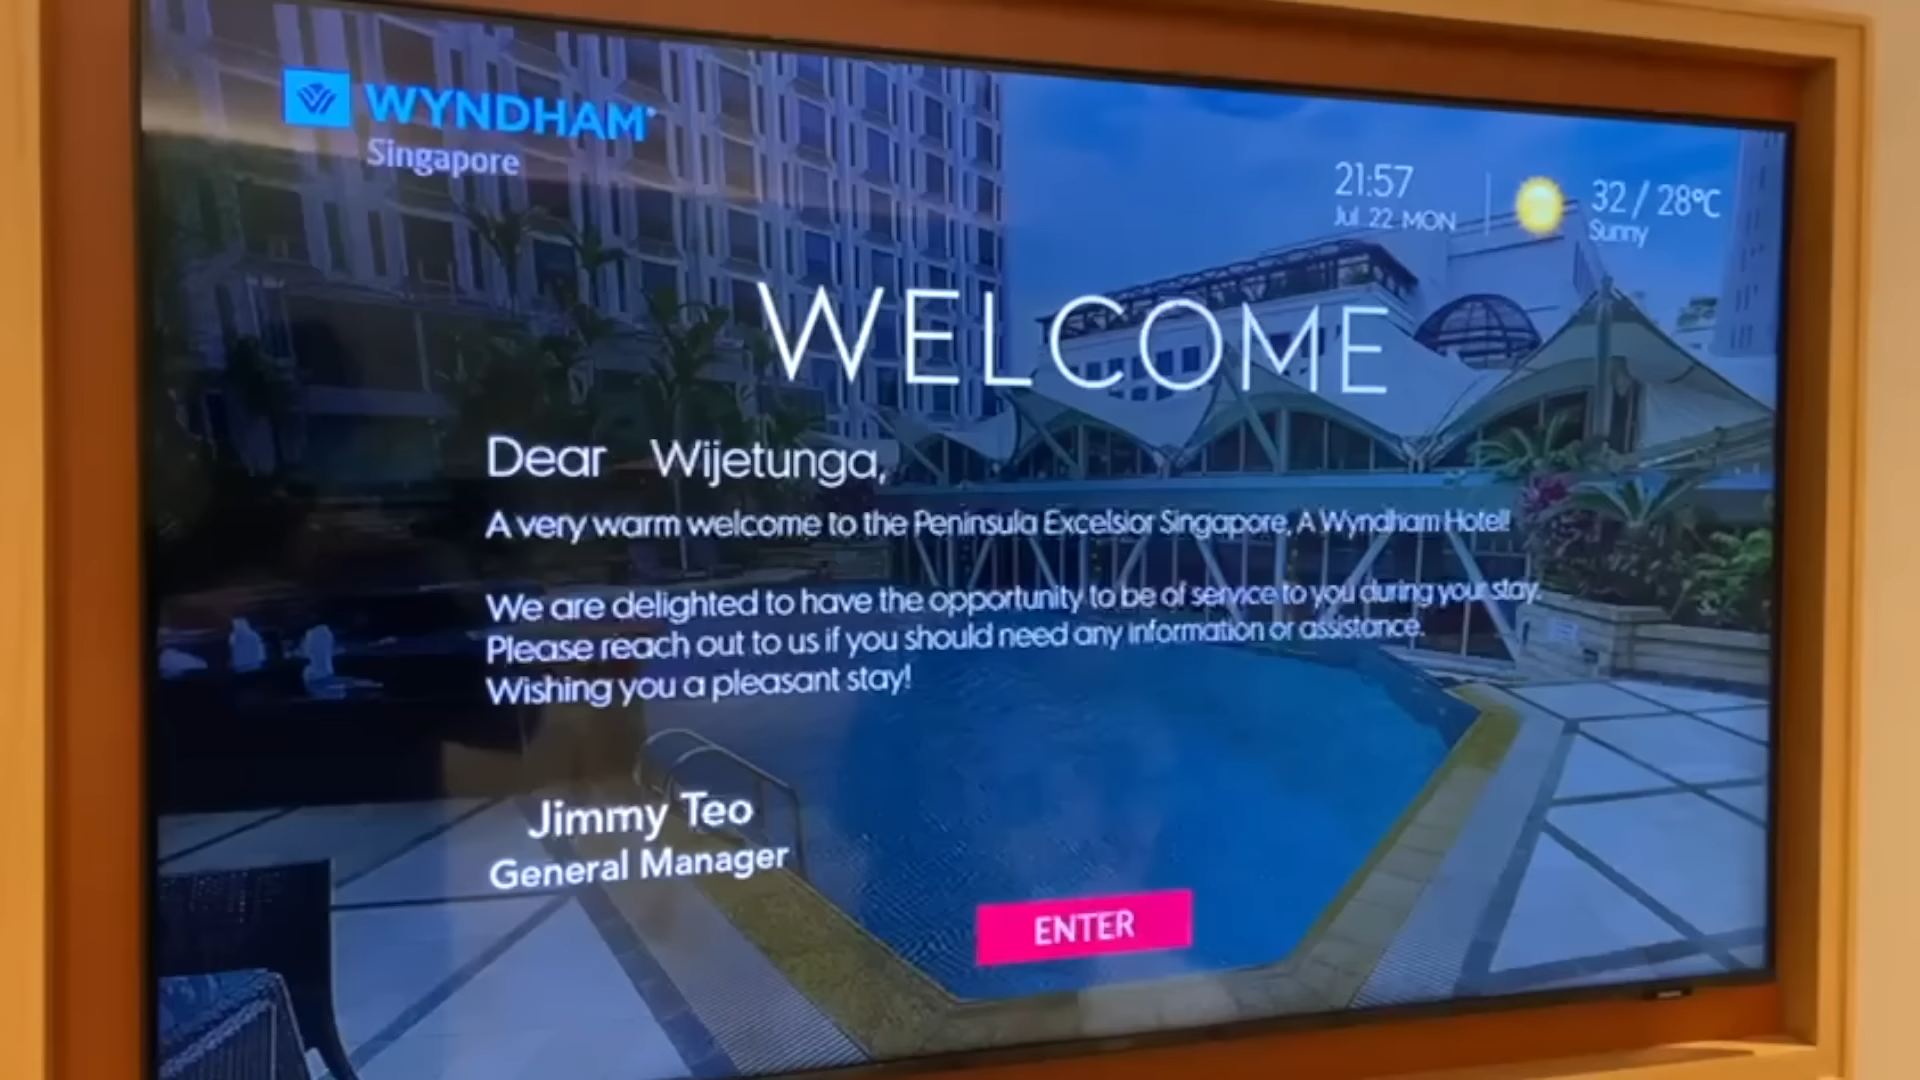 WYNDHAM
Singapore
21:57
Jul 22 MON
32 / 28°C
Sunny
WELCOME
Dear Wijetunga,
A very warm welcome to the Peninsula Excelsior Singapore, A Wyndham Hotel!
We are delighted to have the opportunity to be of service to you during your stay.
Please reach out to us if you should need any information or assistance.
Wishing you a pleasant stay!
Jimmy Teo
General Manager
ENTER